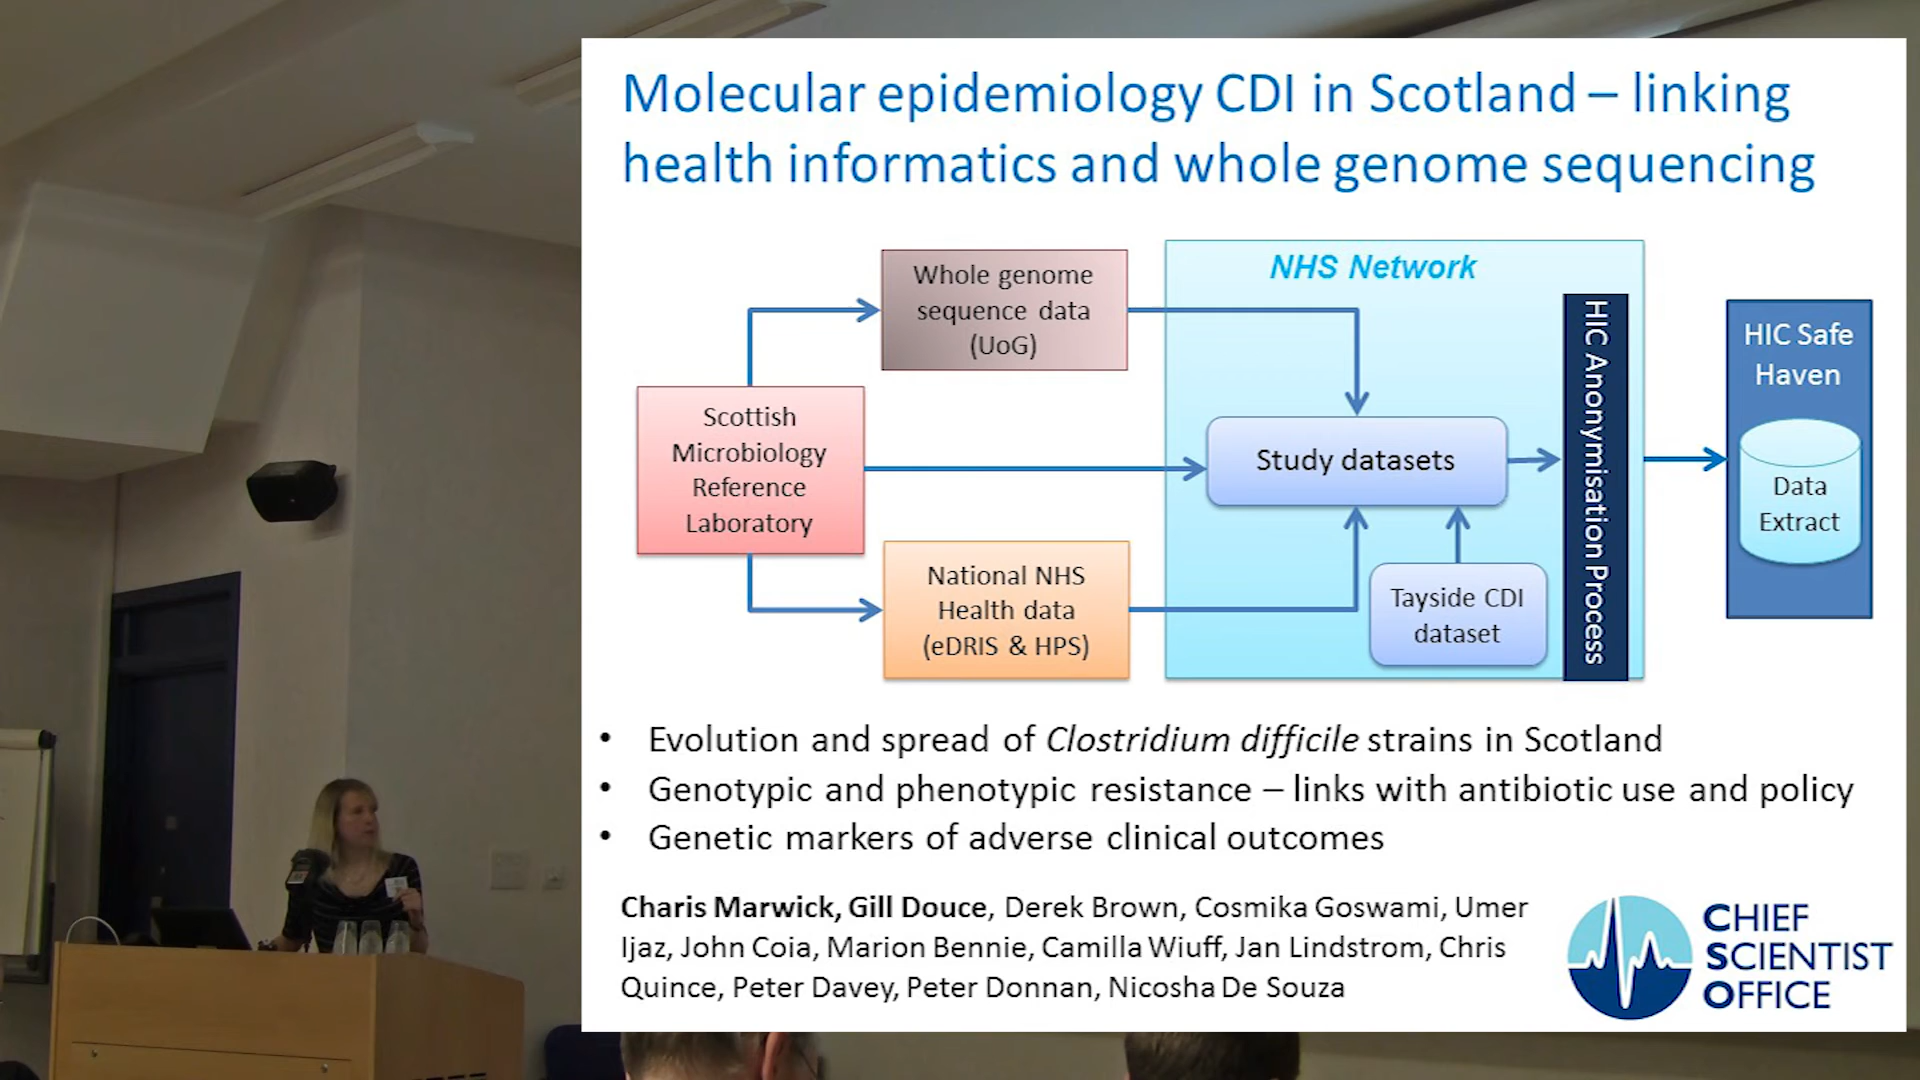 Molecular epidemiology CDI in Scotland – linking
health informatics and whole genome sequencing
Whole genome
sequence data
(UoG)
NHS Network
HIC Anonymisation Process
HIC Safe
Haven
Scottish
Microbiology
Reference
Laboratory
Study datasets
Data
Extract
National NHS
Health data
(eDRIS & HPS)
Tayside CDI
dataset
• Evolution and spread of Clostridium difficile strains in Scotland
• Genotypic and phenotypic resistance – links with antibiotic use and policy
• Genetic markers of adverse clinical outcomes
Charis Marwick, Gill Douce, Derek Brown, Cosmika Goswami, Umer
Ijaz, John Coia, Marion Bennie, Camilla Wiuff, Jan Lindstrom, Chris
Quince, Peter Davey, Peter Donnan, Nicosha De Souza
CHIEF
SCIENTIST
OFFICE